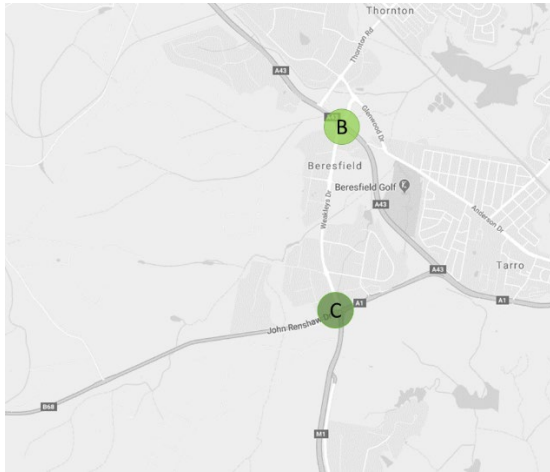 Thornton
Thornton Rd
A43
B
Glenwood Dr
Beresfield
Beresfield Golf
Weakleys Dr
A43
Anderson Dr
Tarro
A43
A1
A1
C
John Renshaw Dr
B68
M1